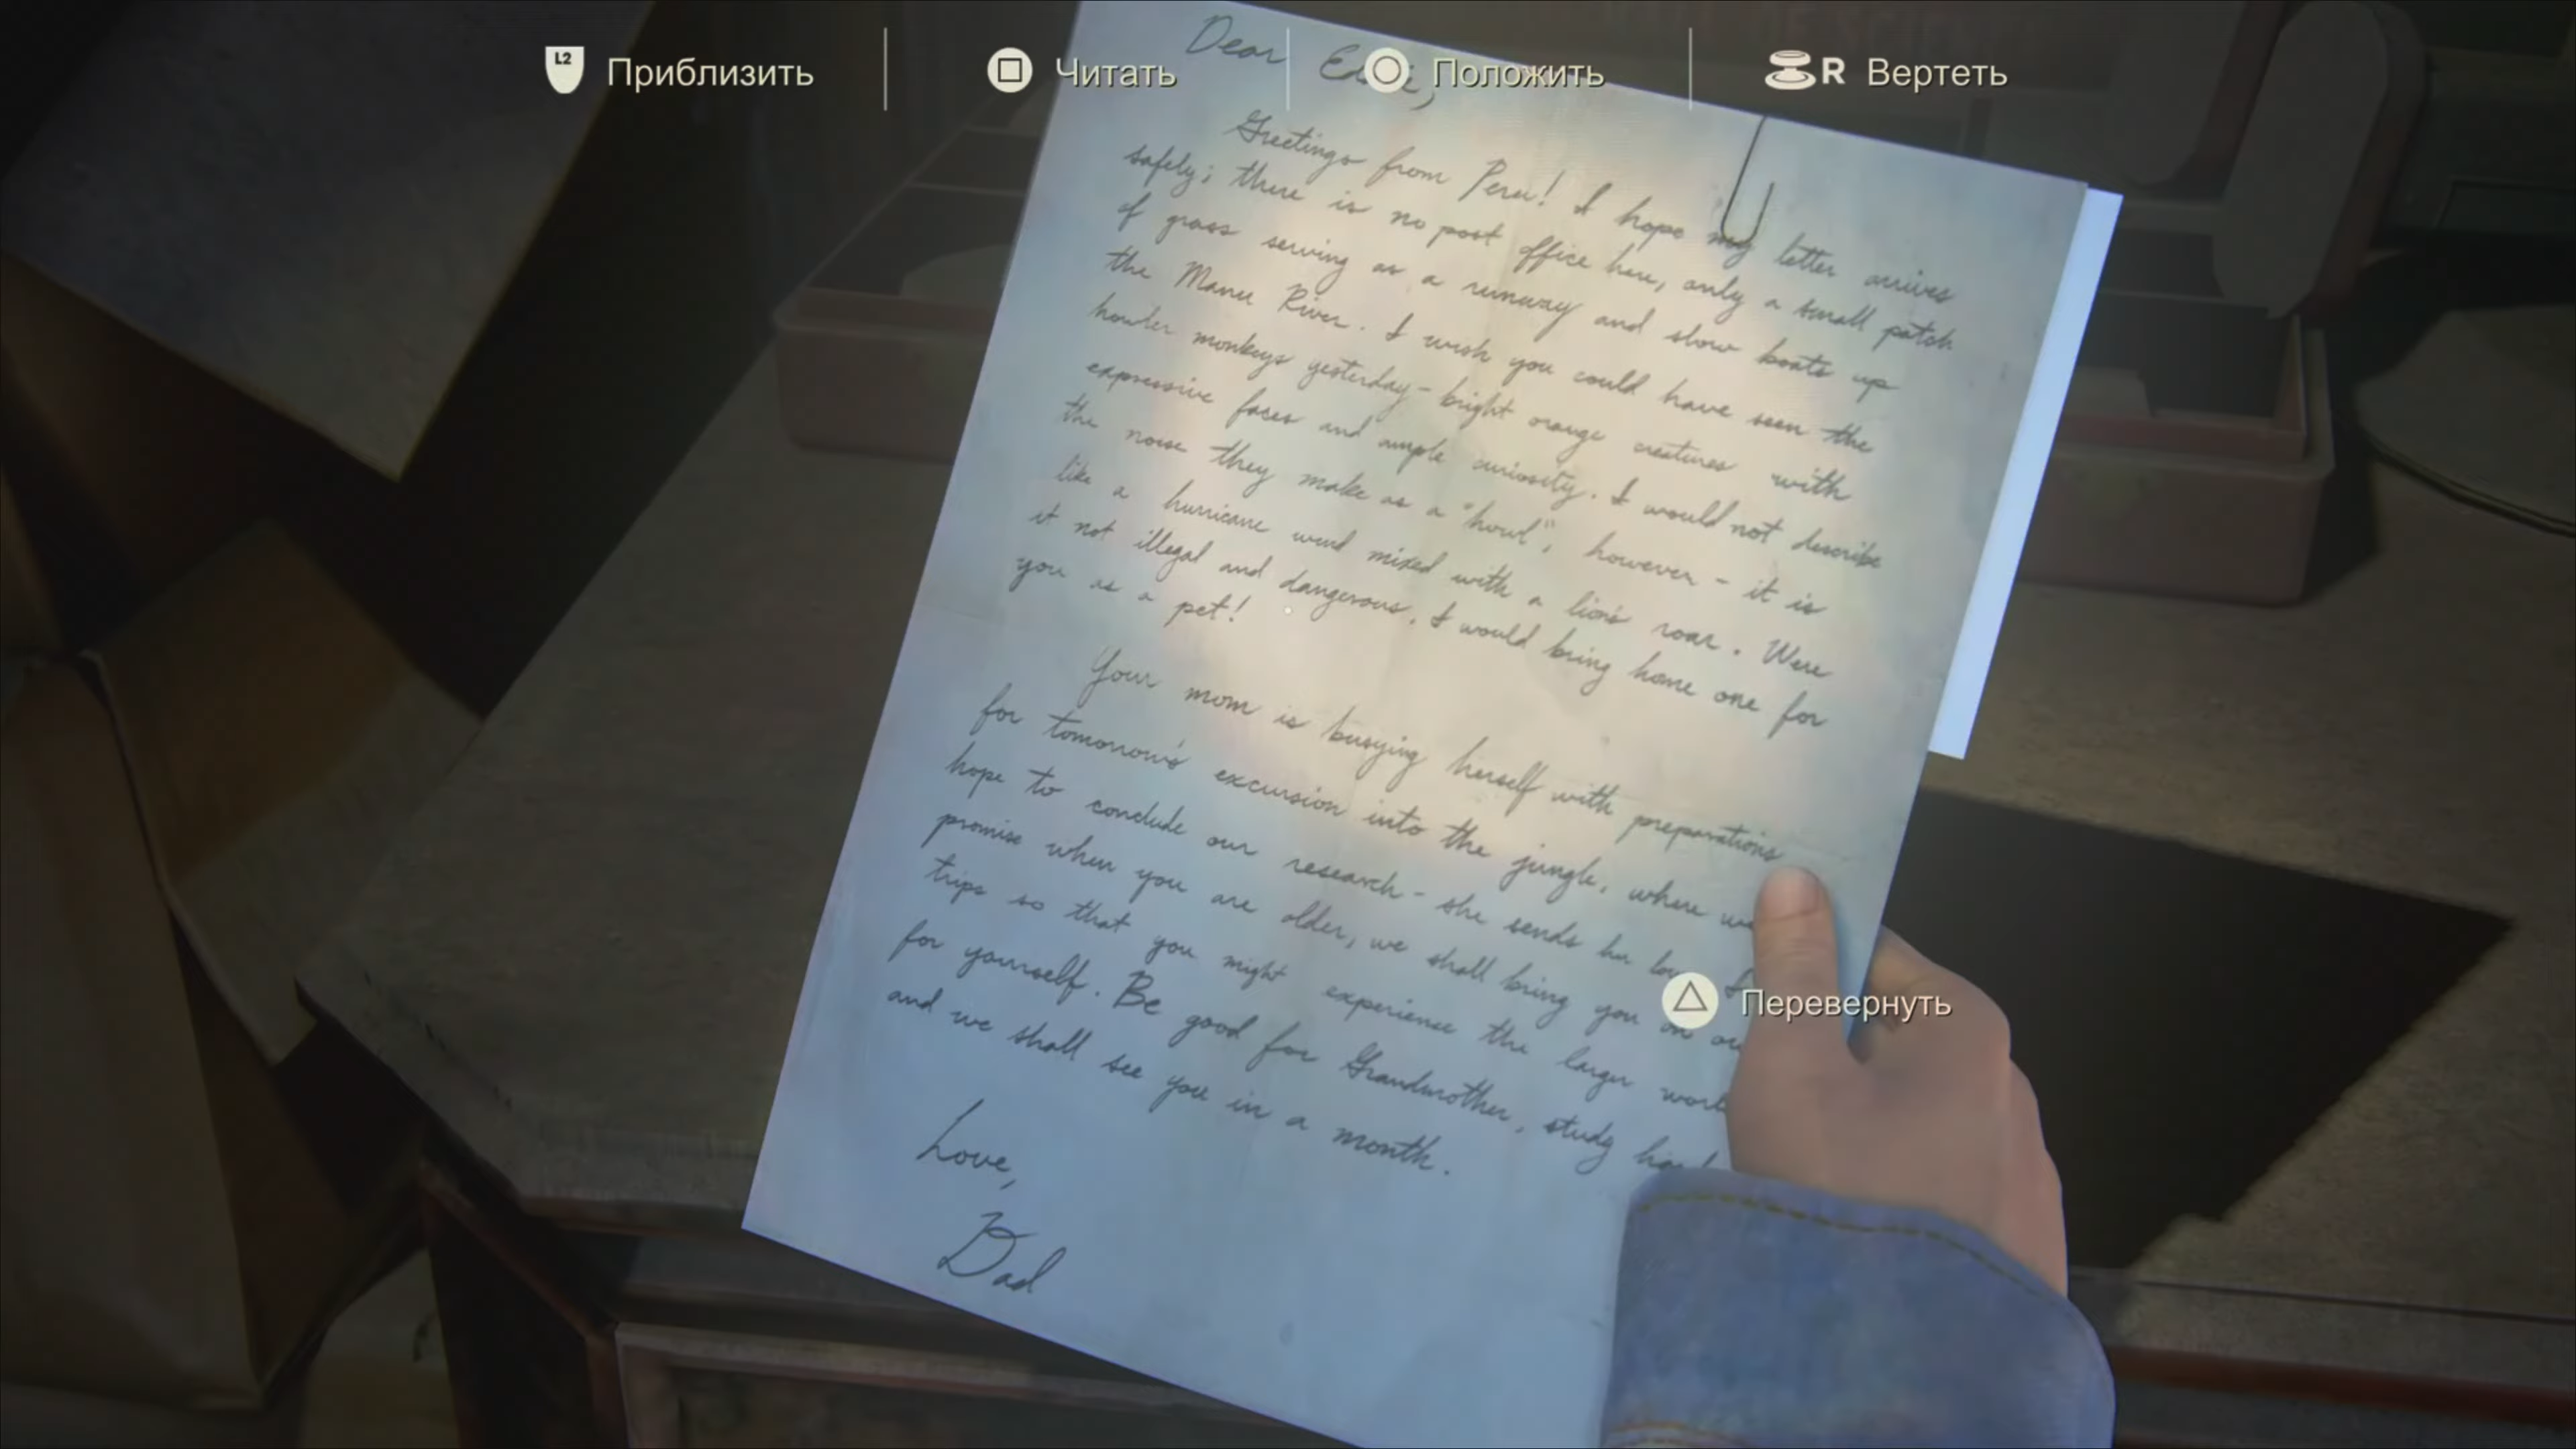 L2 Приблизить
Читать
Положить
R Вертеть
Dear
Greetings from Peru! I hope my letter arrives
safely; there is no post office here, only a small patch
of grass serving as a runway and slow boats up
the Manu River. I wish you could have seen the
howler monkeys yesterday - bright orange creatures with
expressive faces and ample curiosity. I would not describe
the noise they make as a "howl", however - it is
like a hurricane wind mixed with a lion's roar. Were
it not illegal and dangerous, I would bring home one for
you as a pet!
Your mom is busying herself with preparations
for tomorrow's excursion into the jungle, where
hope to conclude our research - she sends her
promise when you are older, we shall bring you on
trips so that you might experience the larger
for yourself. Be good for Grandmother, study
and we shall see you in a month.
Love,
Dad
Перевернуть